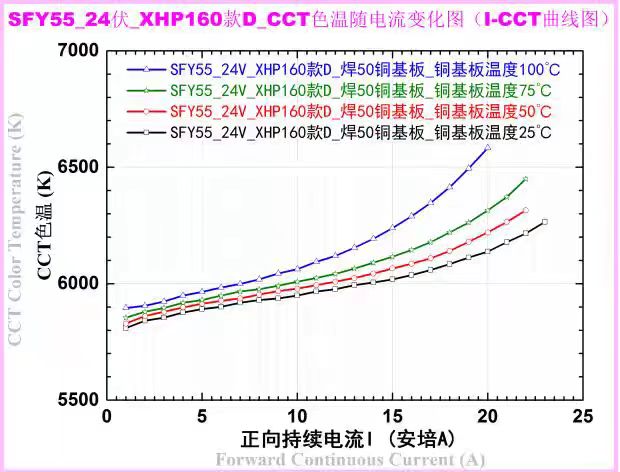 SFY55_24伏_XHP160款D_CCT色温随电流变化图（I-CCT曲线图）
7000
6500
6000
5500
CCT Color Temperature (K)
CCT色温 (K)
SFY55_24V_XHP160款D_焊50铜基板_铜基板温度100℃
SFY55_24V_XHP160款D_焊50铜基板_铜基板温度75℃
SFY55_24V_XHP160款D_焊50铜基板_铜基板温度50℃
SFY55_24V_XHP160款D_焊50铜基板_铜基板温度25℃
0 5 10 15 20 25
正向持续电流I（安培A）
Forward Continuous Current (A)